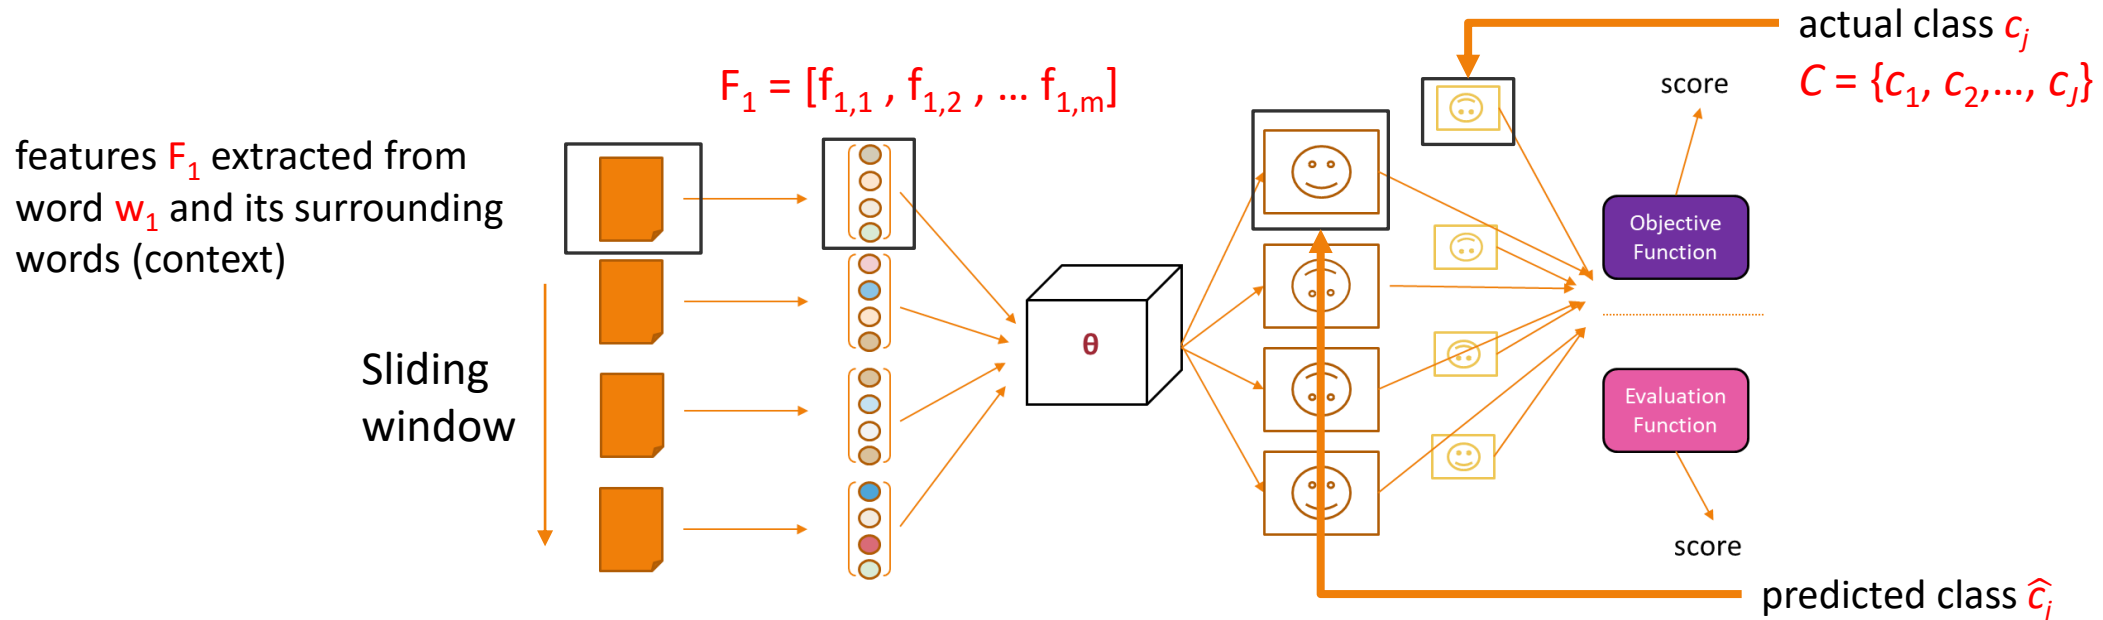 actual class cⱼ
C = {c₁, c₂,…, c_J}
score
F₁ = [f₁,₁ , f₁,₂ , … f₁,ₘ]
features F₁ extracted from
word w₁ and its surrounding
words (context)
Objective
Function
θ
Sliding
window
Evaluation
Function
score
predicted class ĉⱼ